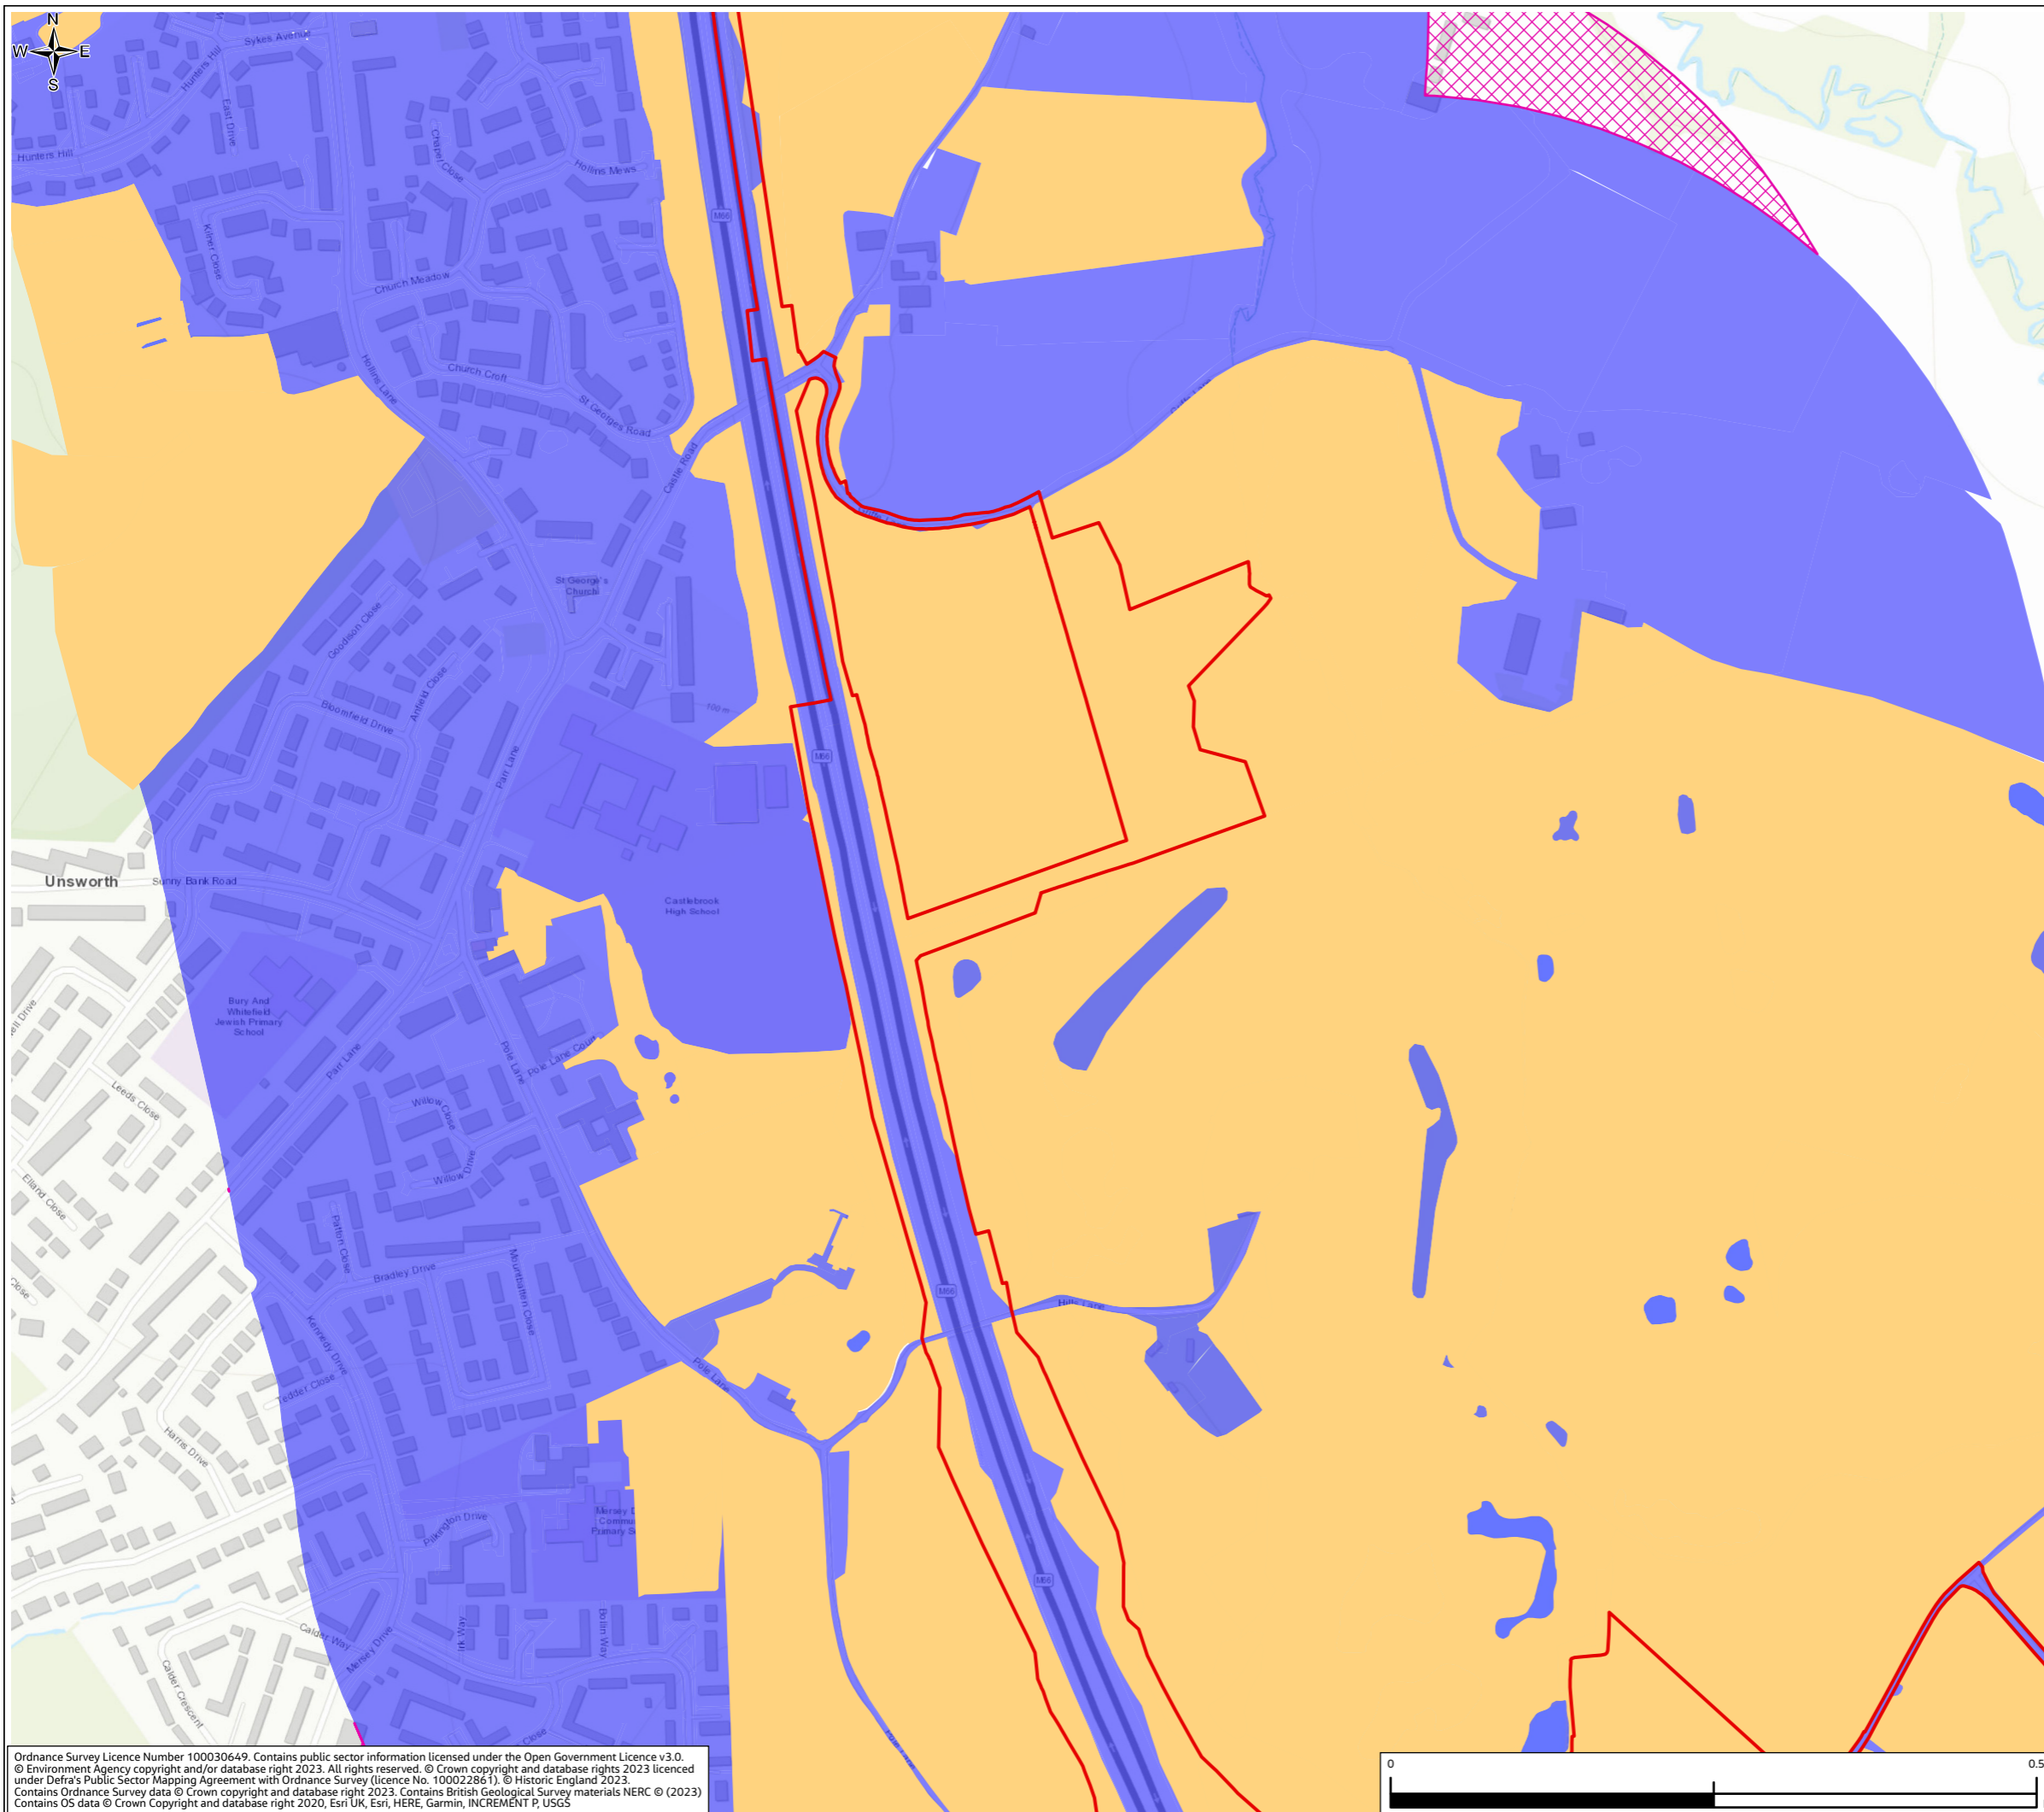 N
W E
S
Sykes Avenue
Hunters Hill
East Drive
Chapel Close
Hunters Hill
Hollins Mews
M66
Kilner Close
Church Meadow
Hollins Lane
Church Croft
St Georges Road
Castle Road
St George's
Church
Goodison Close
Anfield Close
Bloomfield Drive
100 m
Parr Lane
M66
Unsworth
Sunny Bank Road
Castlebrook
High School
Bury And
Whitefield
Jewish Primary
School
Parr Lane
Pole Lane
Pole Lane Cour
Leeds Close
Willow Close
Willow Drive
Elland Close
Patton Close
Mountbatten Close
Bradley Drive
M66
Hills Lane
Close
Kennedy Drive
Tedder Close
Pole Lane
Harris Drive
Mersey D
Commu
Primary S
Pilkington Drive
M66
Calder Way
Mersey Drive
Irk Way
Bollin Way
Calder Crescent
Close
Ordnance Survey Licence Number 100030649. Contains public sector information licensed under the Open Government Licence v3.0.
© Environment Agency copyright and/or database right 2023. All rights reserved. © Crown copyright and database rights 2023 licenced
under Defra's Public Sector Mapping Agreement with Ordnance Survey (licence No. 100022861). © Historic England 2023.
Contains Ordnance Survey data © Crown copyright and database right 2023. Contains British Geological Survey materials NERC © (2023)
Contains OS data © Crown Copyright and database right 2020, Esri UK, Esri, HERE, Garmin, INCREMENT P, USGS
0 0.5